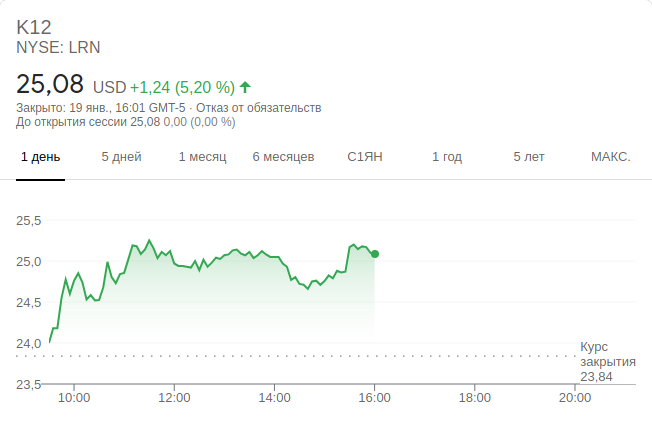 K12
NYSE: LRN
25,08 USD +1,24 (5,20 %)
Закрыто: 19 янв., 16:01 GMT-5 · Отказ от обязательств
До открытия сессии 25,08 0,00 (0,00 %)
1 день 5 дней 1 месяц 6 месяцев С1ЯН 1 год 5 лет МАКС.
25,5
25,0
24,5
24,0
Курс
закрытия
23,84
23,5
10:00 12:00 14:00 16:00 18:00 20:00